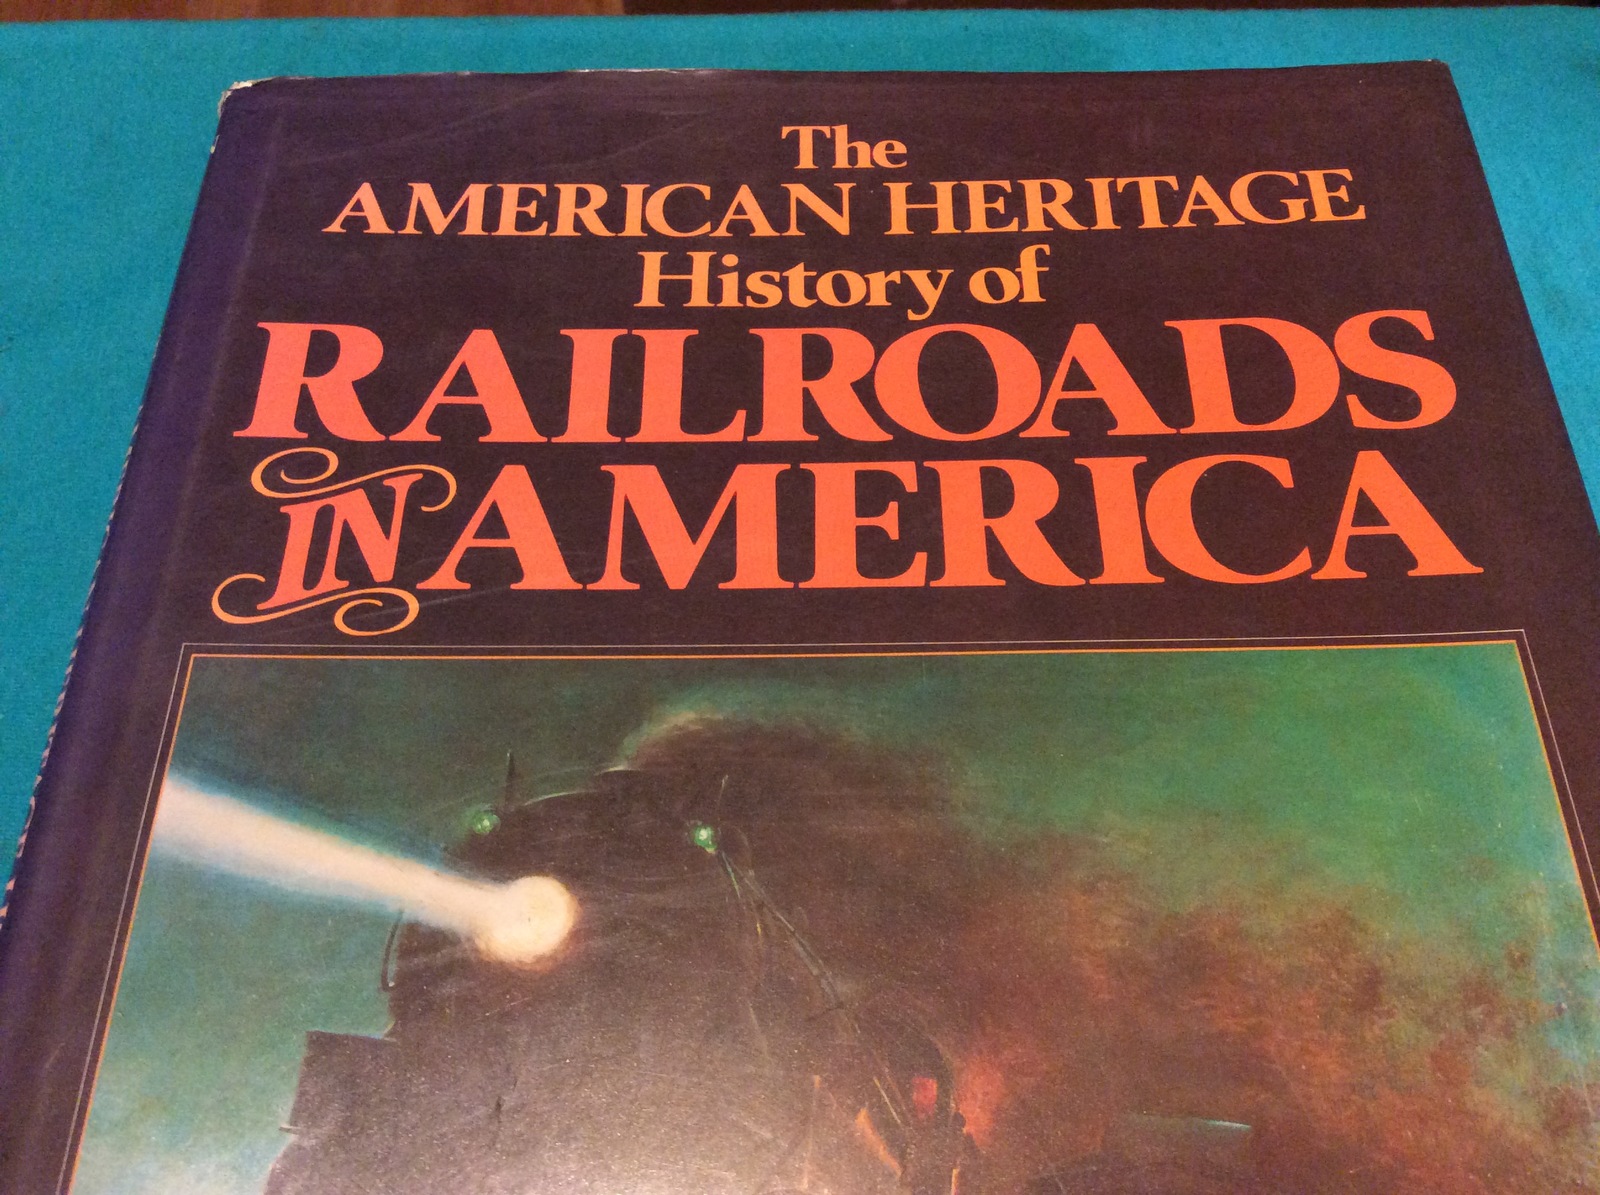 The
AMERICAN HERITAGE
History of
RAILROADS
IN AMERICA